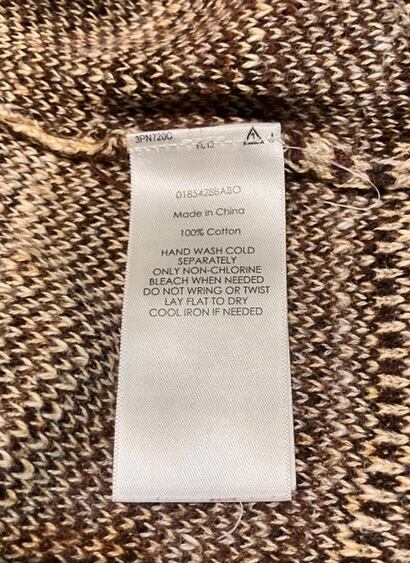 3PN7200
0185428BABO
Made in China
100% Cotton
HAND WASH COLD
SEPARATELY
ONLY NON-CHLORINE
BLEACH WHEN NEEDED
DO NOT WRING OR TWIST
LAY FLAT TO DRY
COOL IRON IF NEEDED